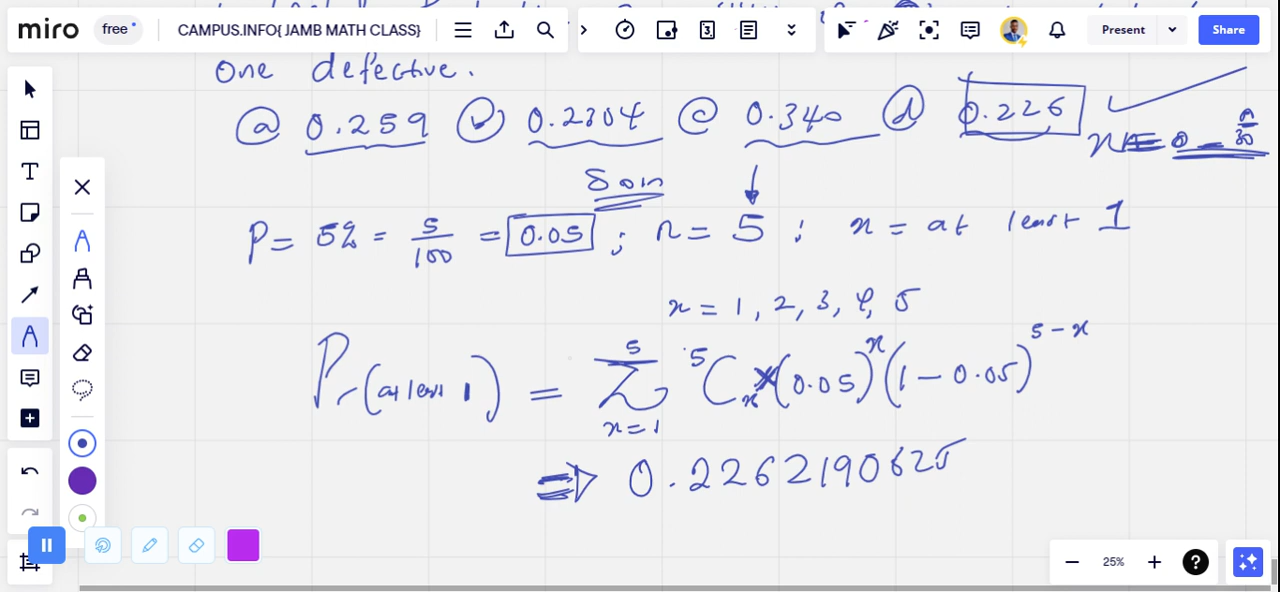 miro free CAMPUS.INFO{ JAMB MATH CLASS} Present Share
One defective.
ⓐ 0.259 ⓑ 0.2304 ⓒ 0.340 ⓓ 0.226
Soln
P = 5% = 5/100 = 0.05 ; n = 5 ; x = at least 1
x = 1, 2, 3, 4, 5
Pr(at least 1) = 5 Σ x=1 ⁵Cₓ (0.05)ˣ (1 - 0.05)⁵⁻ˣ
⇒ 0.2262190625
25%